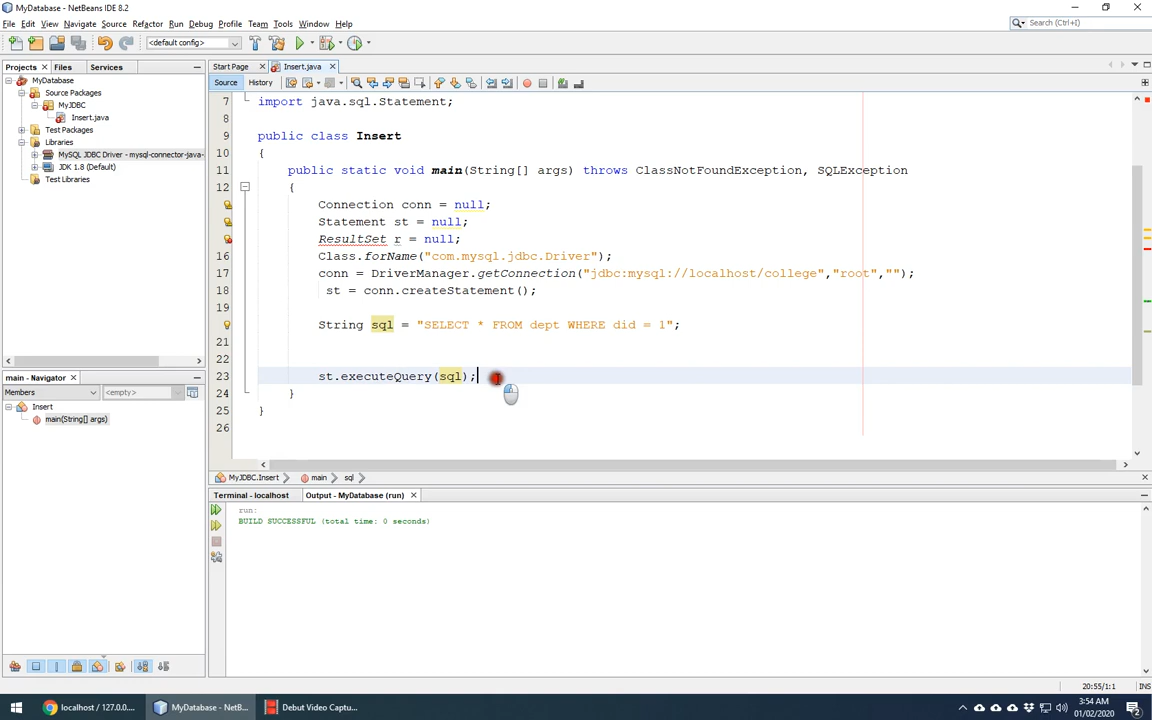 MyDatabase - NetBeans IDE 8.2
File Edit View Navigate Source Refactor Run Debug Profile Team Tools Window Help
Search (Ctrl+I)
<default config>
Projects Files Services
Start Page Insert.java
Source History
MyDatabase
Source Packages
MyJDBC
Insert.java
Test Packages
Libraries
MySQL JDBC Driver - mysql-connector-java-
JDK 1.8 (Default)
Test Libraries
7 import java.sql.Statement;
8
9 public class Insert
10 {
11 public static void main(String[] args) throws ClassNotFoundException, SQLException
12 {
Connection conn = null;
Statement st = null;
ResultSet r = null;
16 Class.forName("com.mysql.jdbc.Driver");
17 conn = DriverManager.getConnection("jdbc:mysql://localhost/college","root","");
18 st = conn.createStatement();
19
String sql = "SELECT * FROM dept WHERE did = 1";
21
22
23 st.executeQuery(sql);
24 }
25 }
26
main - Navigator
Members <empty>
Insert
main(String[] args)
MyJDBC.Insert main sql
Terminal - localhost Output - MyDatabase (run)
run:
BUILD SUCCESSFUL (total time: 0 seconds)
20:55/1:1 INS
localhost / 127.0.0.... MyDatabase - NetB... Debut Video Captu...
3:54 AM
01/02/2020
2